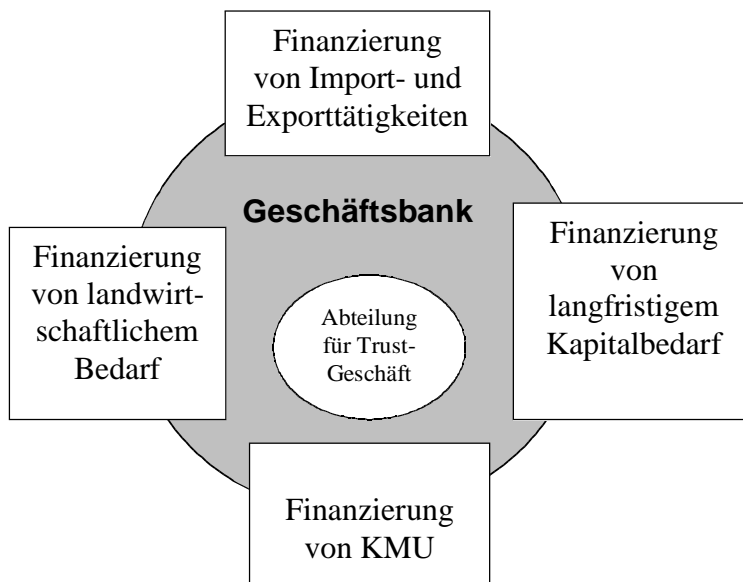 Finanzierung
von Import- und
Exporttätigkeiten
Geschäftsbank
Finanzierung
von landwirt-
schaftlichem
Bedarf
Abteilung
für Trust-
Geschäft
Finanzierung
von
langfristigem
Kapitalbedarf
Finanzierung
von KMU